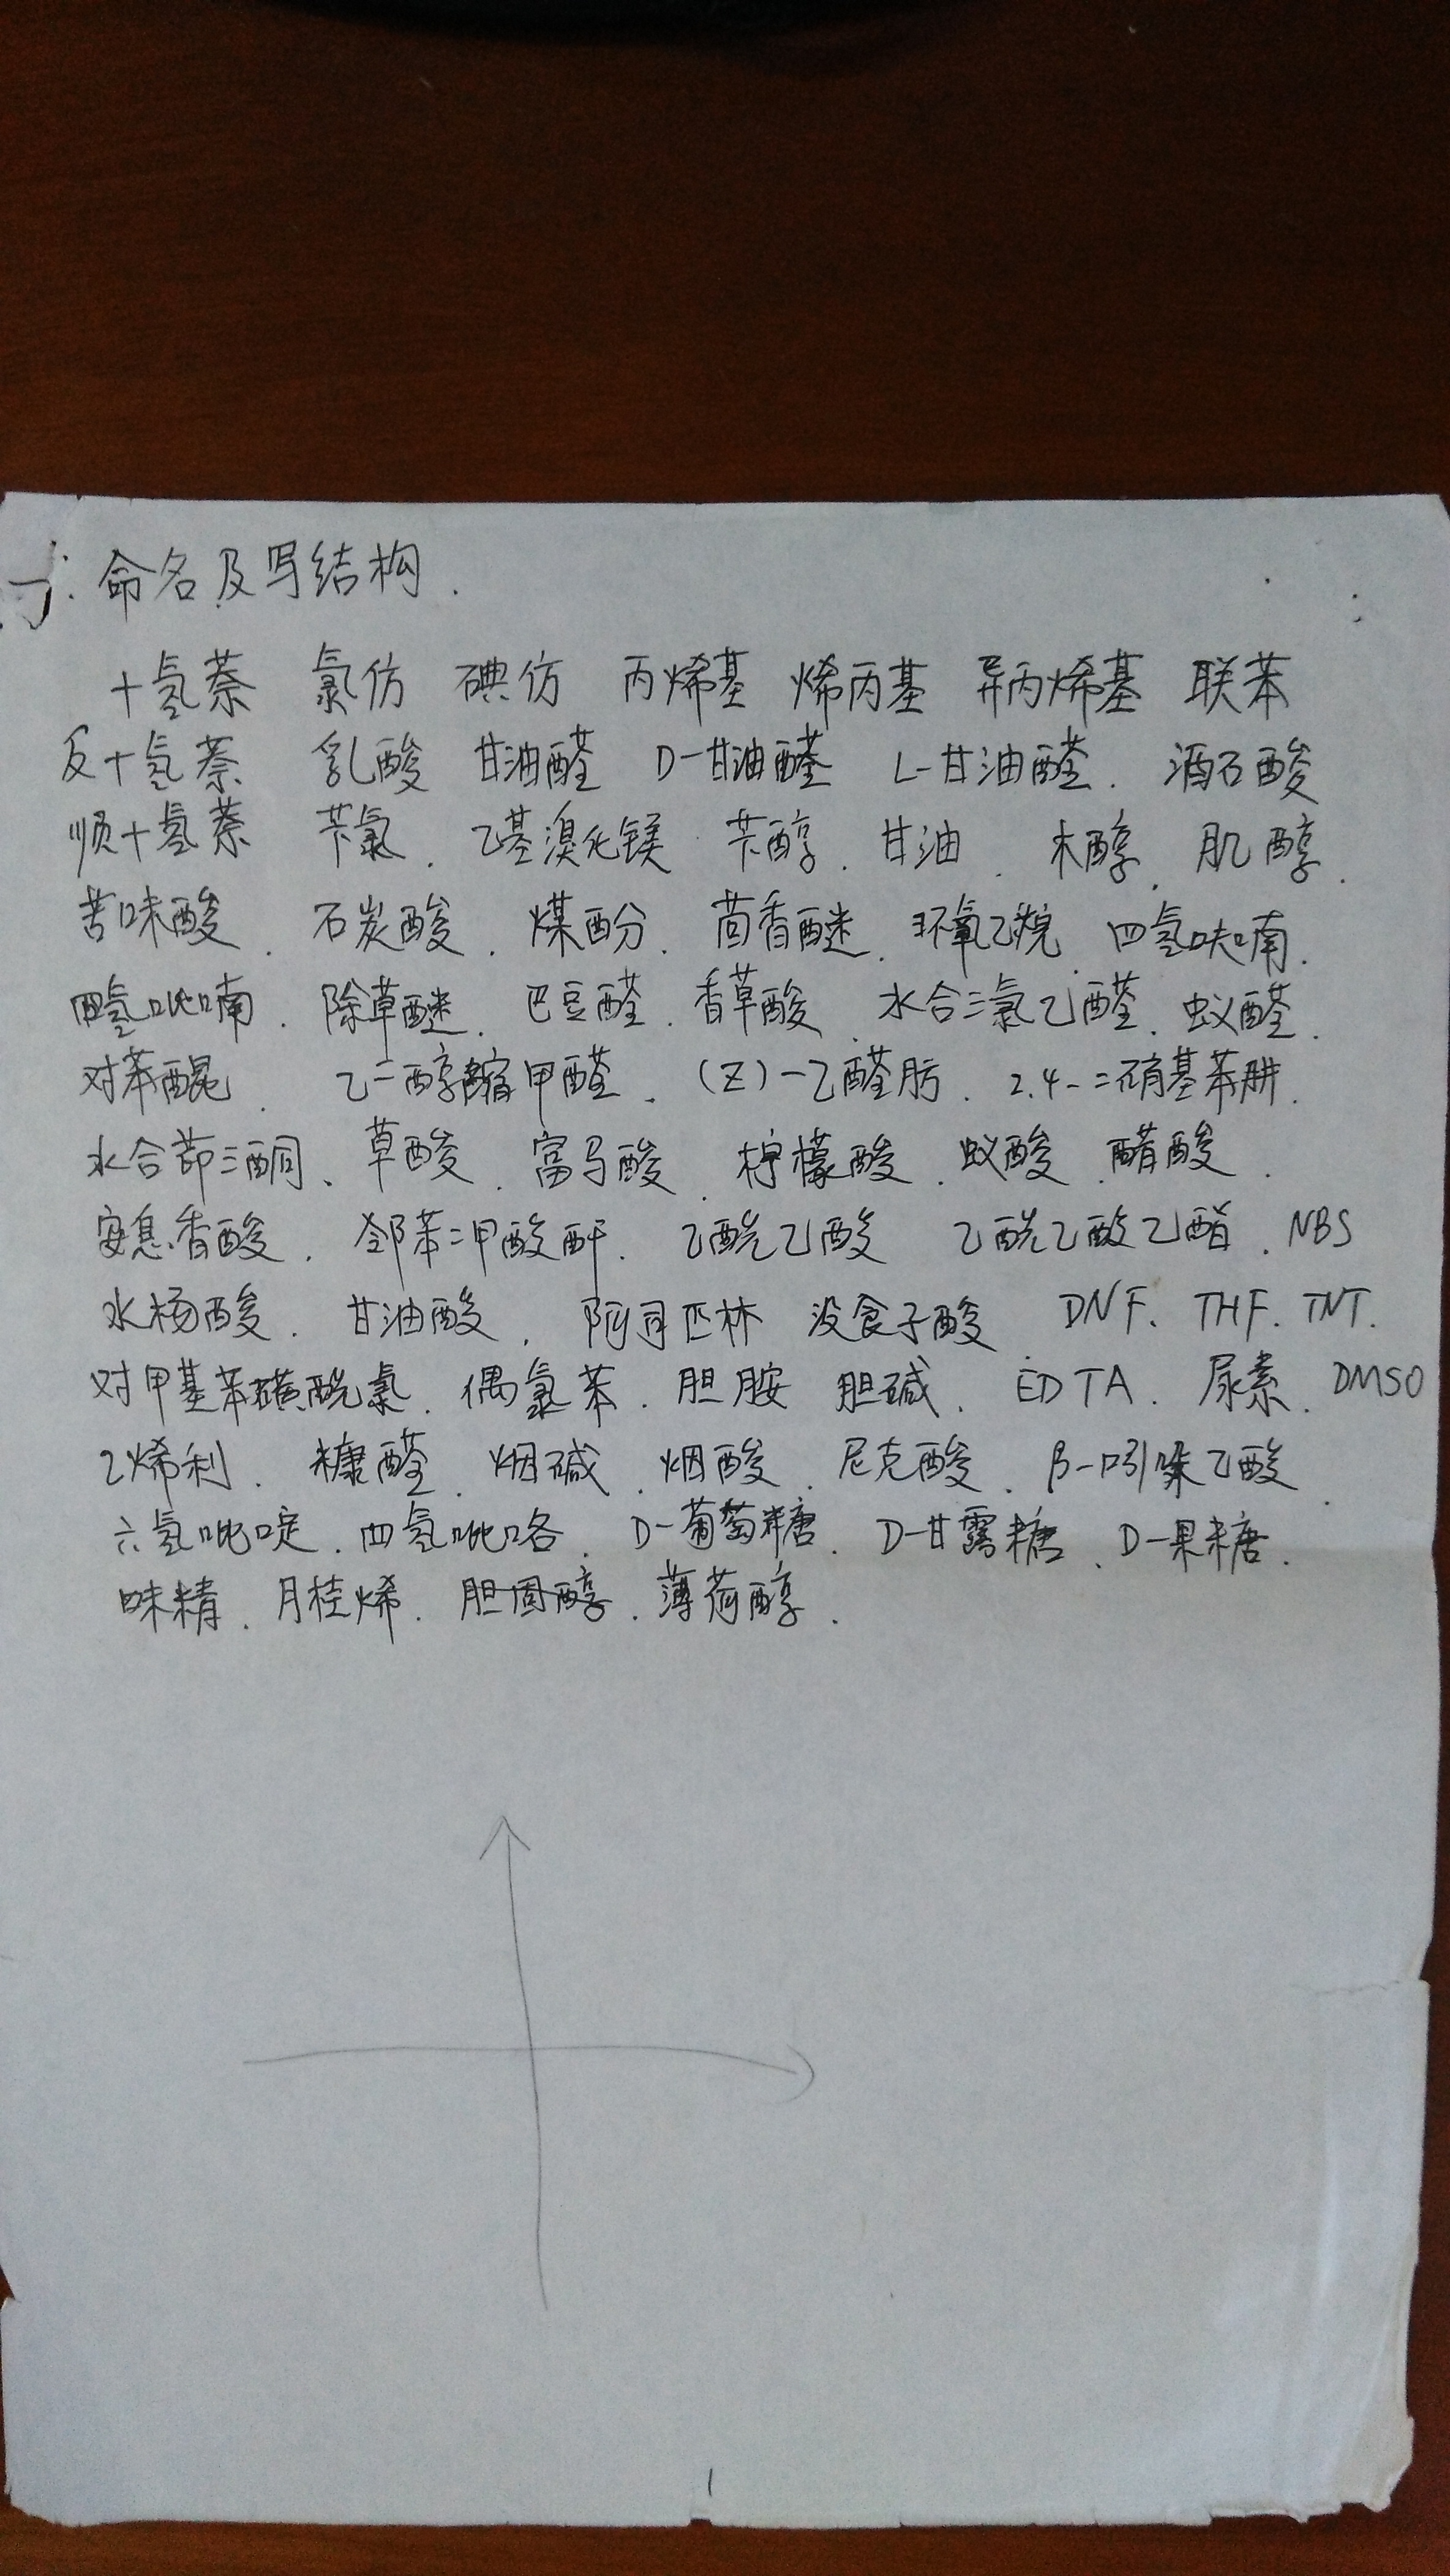 一. 命名及写结构.
十氢萘 氯仿 碘仿 丙烯基 烯丙基 异丙烯基 联苯
反十氢萘 乳酸 甘油醛 D-甘油醛 L-甘油醛. 酒石酸
顺十氢萘 苄氯. 乙基溴化镁 苄醇. 甘油. 木醇. 肌醇.
苦味酸. 石炭酸. 煤酚. 茴香醚. 环氧乙烷. 四氢呋喃.
四氢吡喃. 除草醚. 巴豆醛. 香草酸. 水合三氯乙醛. 蚁醛.
对苯醌. 乙二醇缩甲醛. (Z)-乙醛肟. 2.4-二硝基苯肼.
水合茚三酮、草酸. 富马酸. 柠檬酸. 蚁酸. 醋酸.
安息香酸. 邻苯二甲酸酐. 乙酰乙酸 乙酰乙酸乙酯. NBS
水杨酸. 甘油酸. 阿司匹林 没食子酸. DNF. THF. TNT.
对甲基苯磺酰氯. 偶氮苯. 胆胺 胆碱. EDTA. 尿素. DMSO
乙烯利. 糠醛. 烟碱. 烟酸. 尼克酸. β-吲哚乙酸.
六氢吡啶. 四氢吡咯. D-葡萄糖. D-甘露糖. D-果糖.
味精. 月桂烯. 胆固醇. 薄荷醇.
1